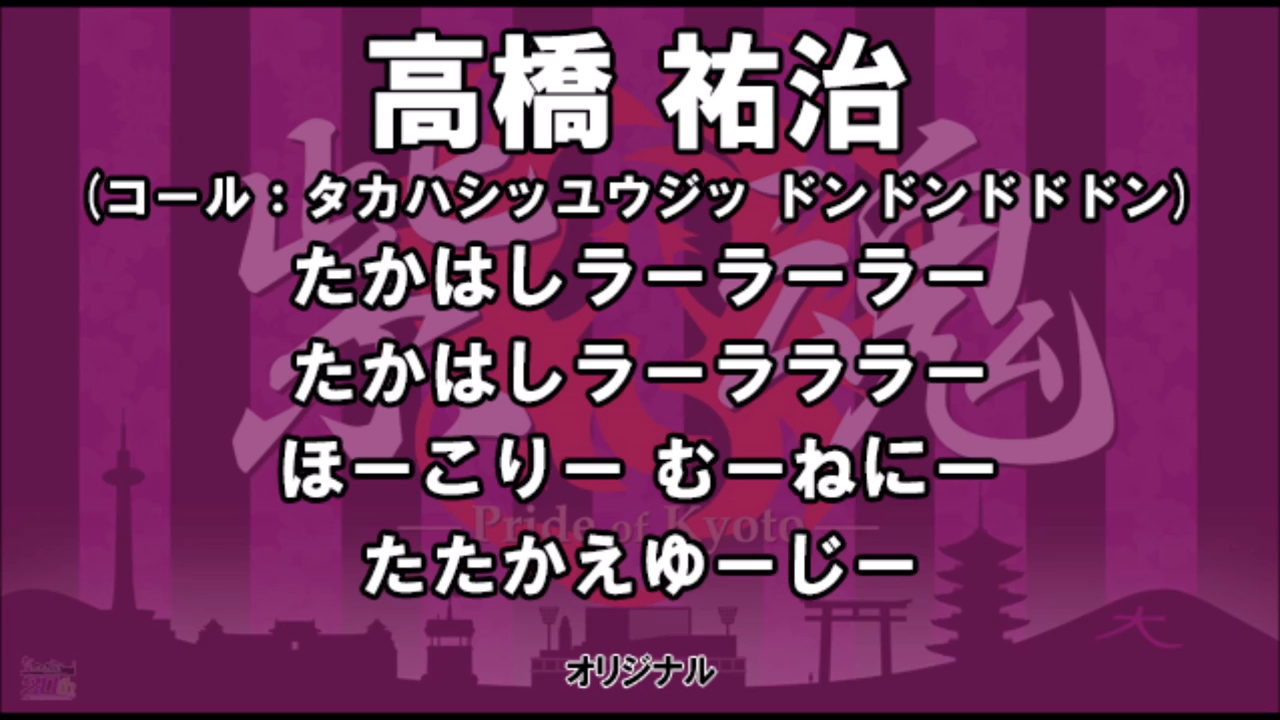 高橋 祐治
(コール：タカハシッ ユウジッ ドンドンドドドン)
たかはしラーラーラー
たかはしラーラララー
ほーこりー むーねにー
たたかえゆーじー
オリジナル
紫魂
Pride of Kyoto
大